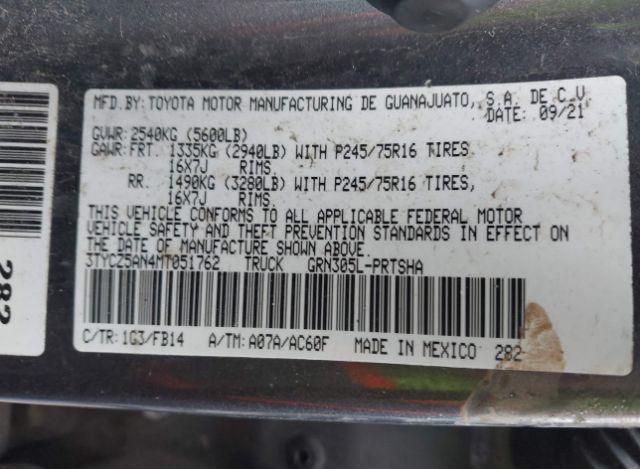 MFD.BY: TOYOTA MOTOR MANUFACTURING DE GUANAJUATO, S.A. DE C.V.
DATE: 09/21
GVWR: 2540KG (5600LB)
GAWR: FRT. 1335KG (2940LB) WITH P245/75R16 TIRES
16X7J RIMS.
RR. 1490KG (3280LB) WITH P245/75R16 TIRES,
16X7J RIMS.
THIS VEHICLE CONFORMS TO ALL APPLICABLE FEDERAL MOTOR
VEHICLE SAFETY AND THEFT PREVENTION STANDARDS IN EFFECT ON
THE DATE OF MANUFACTURE SHOWN ABOVE.
3TYCZ5AN4MT051762 TRUCK GRN305L-PRTSHA
C/TR: 1G3/FB14 A/TM: A07A/AC60F MADE IN MEXICO 282
282